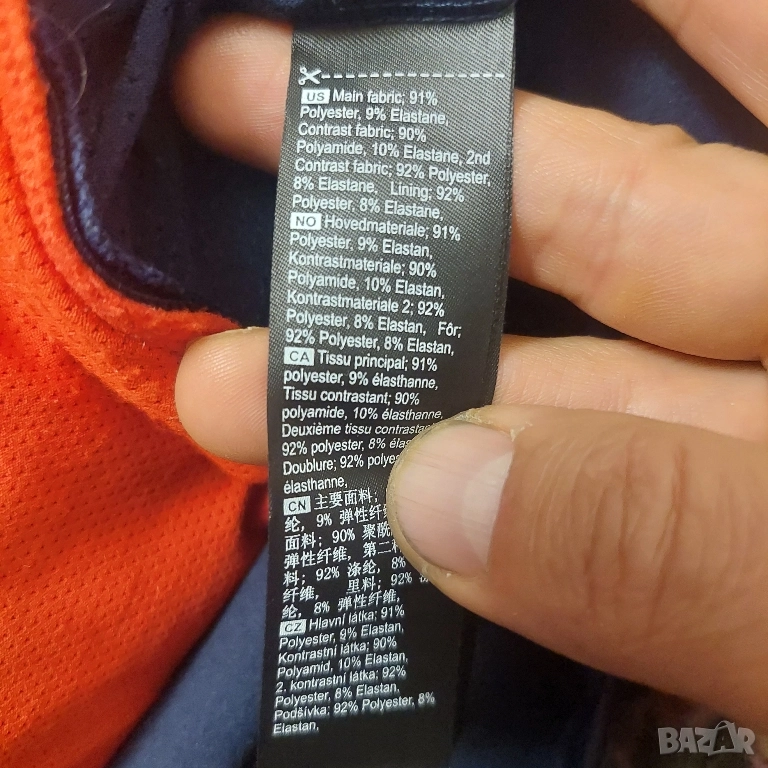 US Main fabric; 91%
Polyester, 9% Elastane,
Contrast fabric; 90%
Polyamide, 10% Elastane, 2nd
Contrast fabric; 92% Polyester,
8% Elastane, Lining; 92%
Polyester, 8% Elastane,
NO Hovedmateriale; 91%
Polyester, 9% Elastan,
Kontrastmateriale; 90%
Polyamide, 10% Elastan,
Kontrastmateriale 2; 92%
Polyester, 8% Elastan, Fôr;
92% Polyester, 8% Elastan,
CA Tissu principal; 91%
polyester, 9% élasthanne,
Tissu contrastant; 90%
polyamide, 10% élasthanne,
Deuxième tissu contrastant
92% polyester, 8%
Doublure; 92%
élasthanne,
CN 主要面料;
纶, 9% 弹性
面料; 90% 聚酰
弹性纤维, 第二
料; 92% 涤纶, 8%
纤维, 里料; 92%
纶, 8% 弹性纤维,
CZ Hlavní látka; 91%
Polyester, 9% Elastan,
Kontrastní látka; 90%
Polyamid, 10% Elastan,
2. kontrastní látka; 92%
Polyester, 8% Elastan,
Podšívka; 92% Polyester, 8%
Elastan,
BAZAR